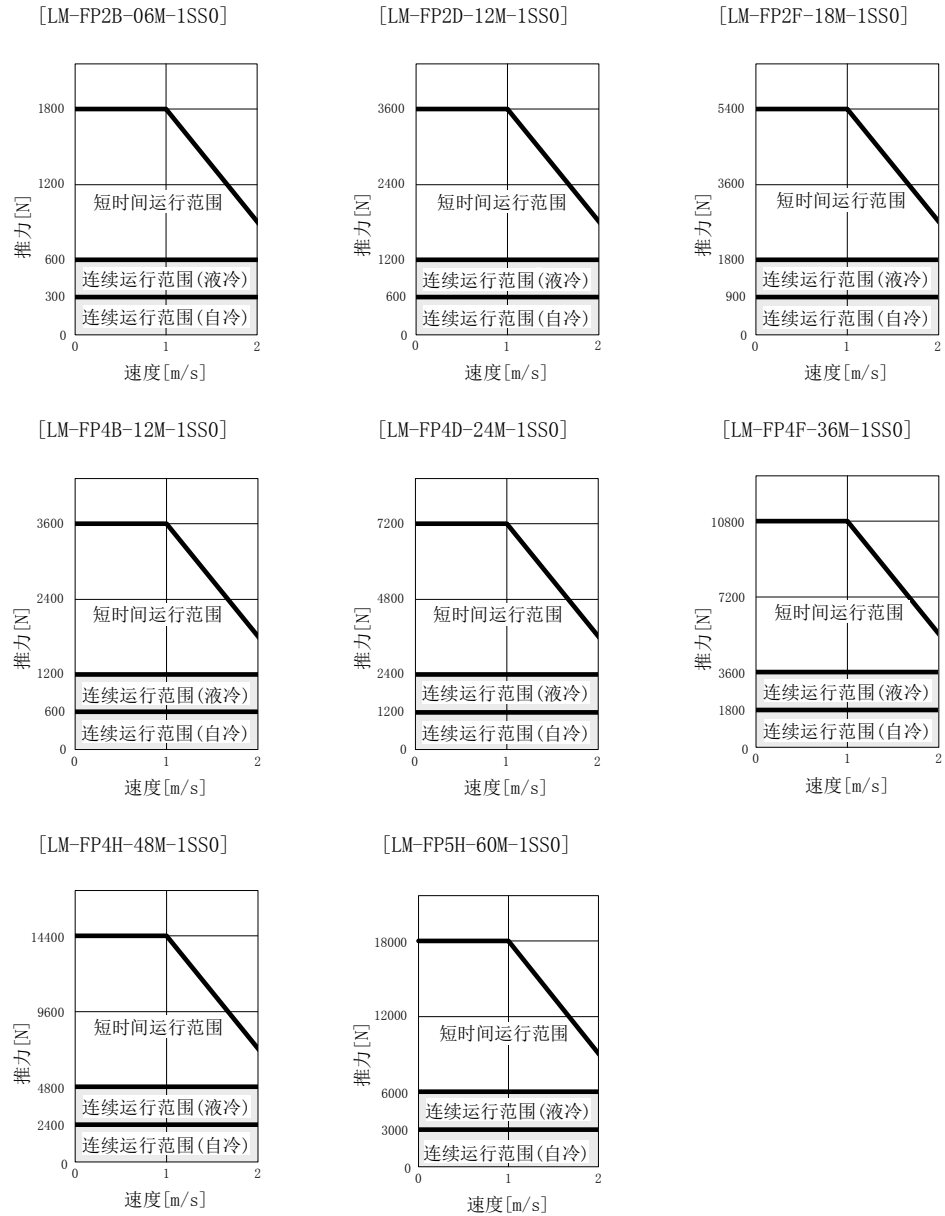 [LM-FP2B-06M-1SS0]
1800
1200
600
300
0
推力[N]
短时间运行范围
连续运行范围(液冷)
连续运行范围(自冷)
0 1 2
速度[m/s]
[LM-FP2D-12M-1SS0]
3600
2400
1200
600
0
推力[N]
短时间运行范围
连续运行范围(液冷)
连续运行范围(自冷)
0 1 2
速度[m/s]
[LM-FP2F-18M-1SS0]
5400
3600
1800
900
0
推力[N]
短时间运行范围
连续运行范围(液冷)
连续运行范围(自冷)
0 1 2
速度[m/s]
[LM-FP4B-12M-1SS0]
3600
2400
1200
600
0
推力[N]
短时间运行范围
连续运行范围(液冷)
连续运行范围(自冷)
0 1 2
速度[m/s]
[LM-FP4D-24M-1SS0]
7200
4800
2400
1200
0
推力[N]
短时间运行范围
连续运行范围(液冷)
连续运行范围(自冷)
0 1 2
速度[m/s]
[LM-FP4F-36M-1SS0]
10800
7200
3600
1800
0
推力[N]
短时间运行范围
连续运行范围(液冷)
连续运行范围(自冷)
0 1 2
速度[m/s]
[LM-FP4H-48M-1SS0]
14400
9600
4800
2400
0
推力[N]
短时间运行范围
连续运行范围(液冷)
连续运行范围(自冷)
0 1 2
速度[m/s]
[LM-FP5H-60M-1SS0]
18000
12000
6000
3000
0
推力[N]
短时间运行范围
连续运行范围(液冷)
连续运行范围(自冷)
0 1 2
速度[m/s]